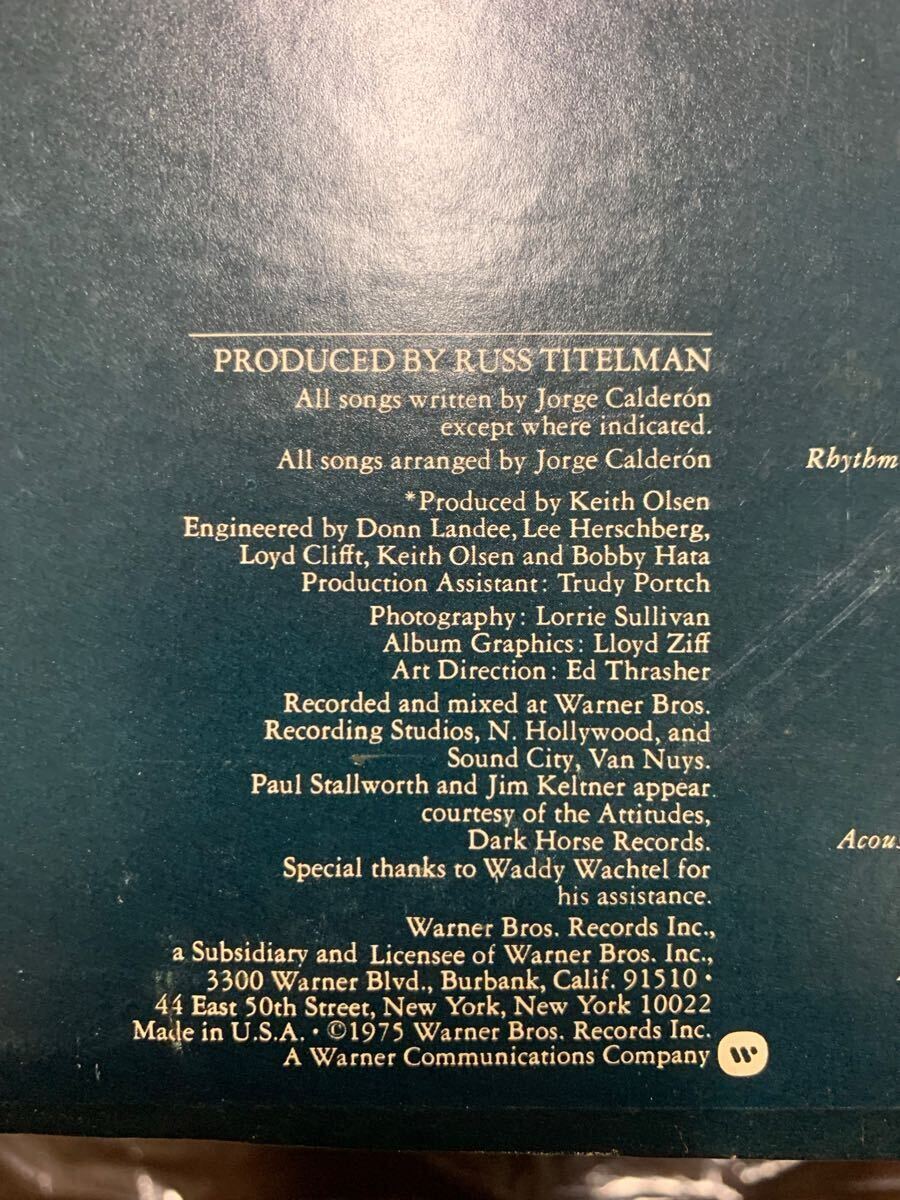 PRODUCED BY RUSS TITELMAN
All songs written by Jorge Calderón
except where indicated.
All songs arranged by Jorge Calderón
*Produced by Keith Olsen
Engineered by Donn Landee, Lee Herschberg,
Loyd Clifft, Keith Olsen and Bobby Hata
Production Assistant: Trudy Portch
Photography: Lorrie Sullivan
Album Graphics: Lloyd Ziff
Art Direction: Ed Thrasher
Recorded and mixed at Warner Bros.
Recording Studios, N. Hollywood, and
Sound City, Van Nuys.
Paul Stallworth and Jim Keltner appear
courtesy of the Attitudes,
Dark Horse Records.
Special thanks to Waddy Wachtel for
his assistance.
Warner Bros. Records Inc.,
a Subsidiary and Licensee of Warner Bros. Inc.,
3300 Warner Blvd., Burbank, Calif. 91510 •
44 East 50th Street, New York, New York 10022
Made in U.S.A. • ©1975 Warner Bros. Records Inc.
A Warner Communications Company
Rhythm